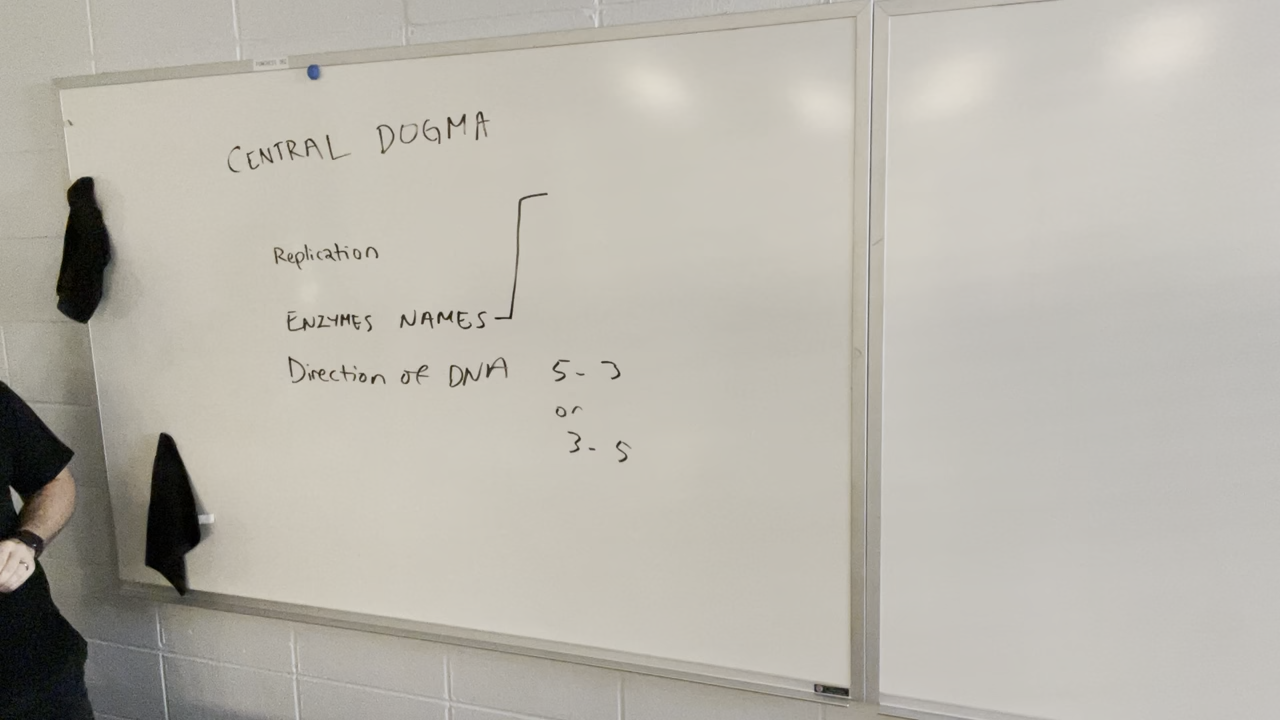 CENTRAL DOGMA
Replication
ENZYMES NAMES
Direction of DNA 5-3
or
3-5